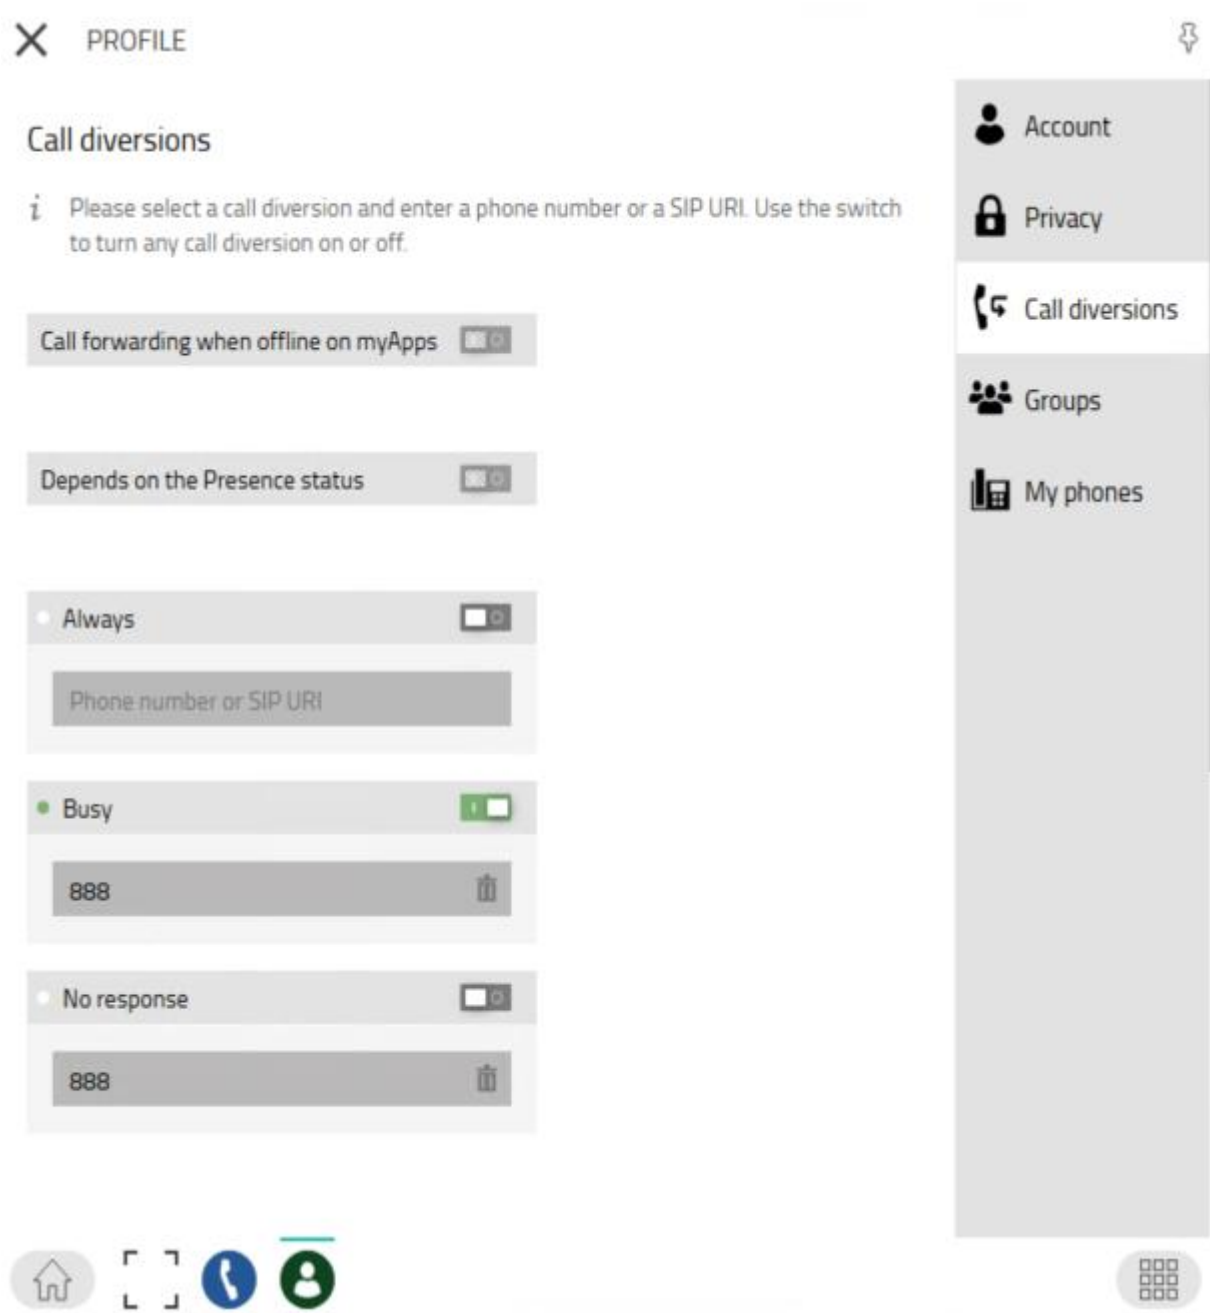 PROFILE
Call diversions
i Please select a call diversion and enter a phone number or a SIP URI. Use the switch
to turn any call diversion on or off.
Call forwarding when offline on myApps
Depends on the Presence status
Always
Phone number or SIP URI
Busy
888
No response
888
Account
Privacy
Call diversions
Groups
My phones